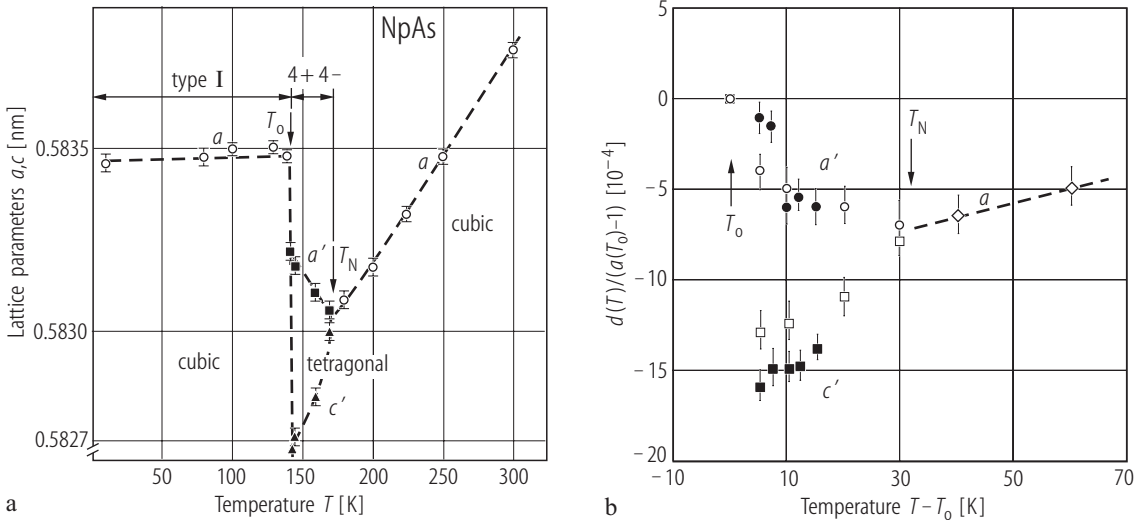 NpAs
type I
4+ 4−
T₀
a
a
a′
T_N
c′
cubic
tetragonal
cubic
0.5835
0.5830
0.5827
Lattice parameters a,c [nm]
50 100 150 200 250 300
Temperature T [K]
a
5
0
−5
−10
−15
−20
d(T)/(a(T₀)−1) [10⁻⁴]
T₀
a′
T_N
a
c′
−10 10 30 50 70
Temperature T−T₀ [K]
b